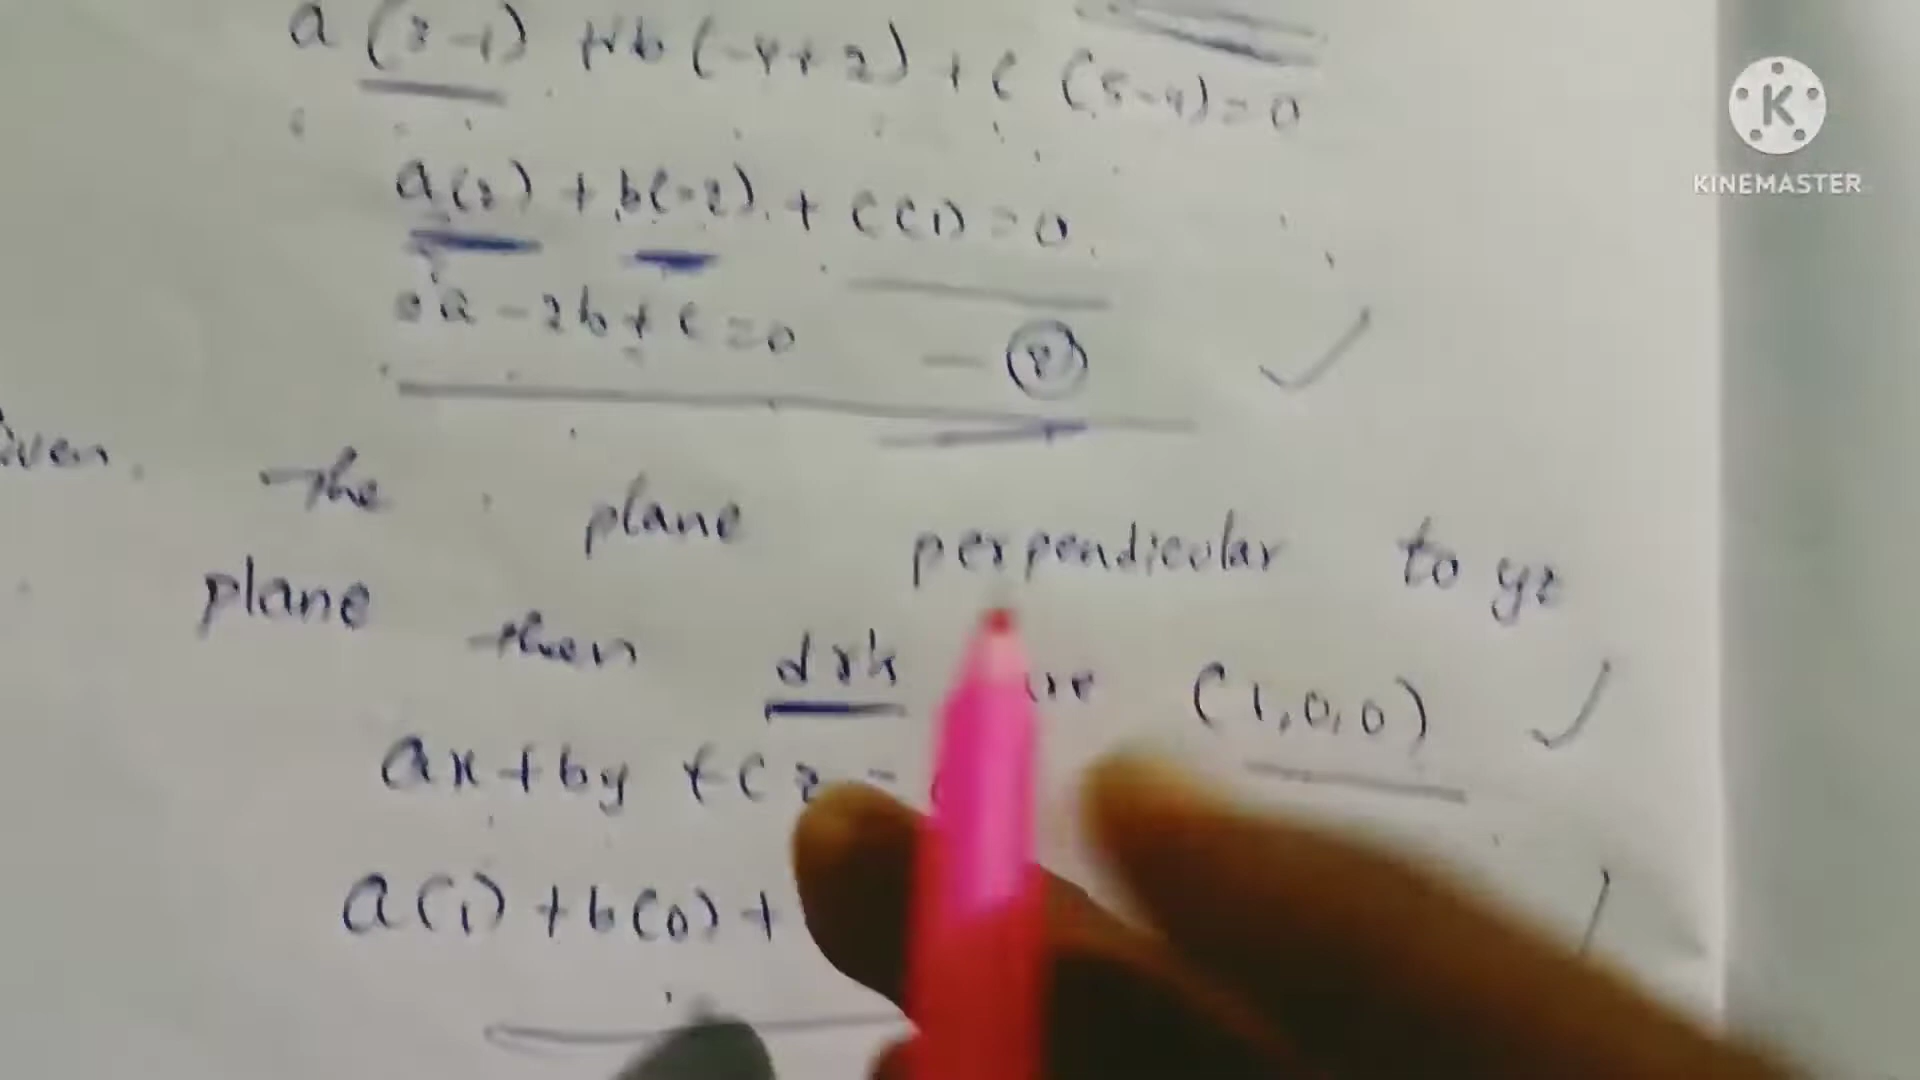 a (3-1) + b (-4+2) + c (5-4) = 0
KINEMASTER
a(2) + b(-2) + c(1) = 0
2a - 2b + c = 0 - (8)
the plane perpendicular to yz
plane then drs (1,0,0)
ax+by+cz =
a(1) + b(0) +